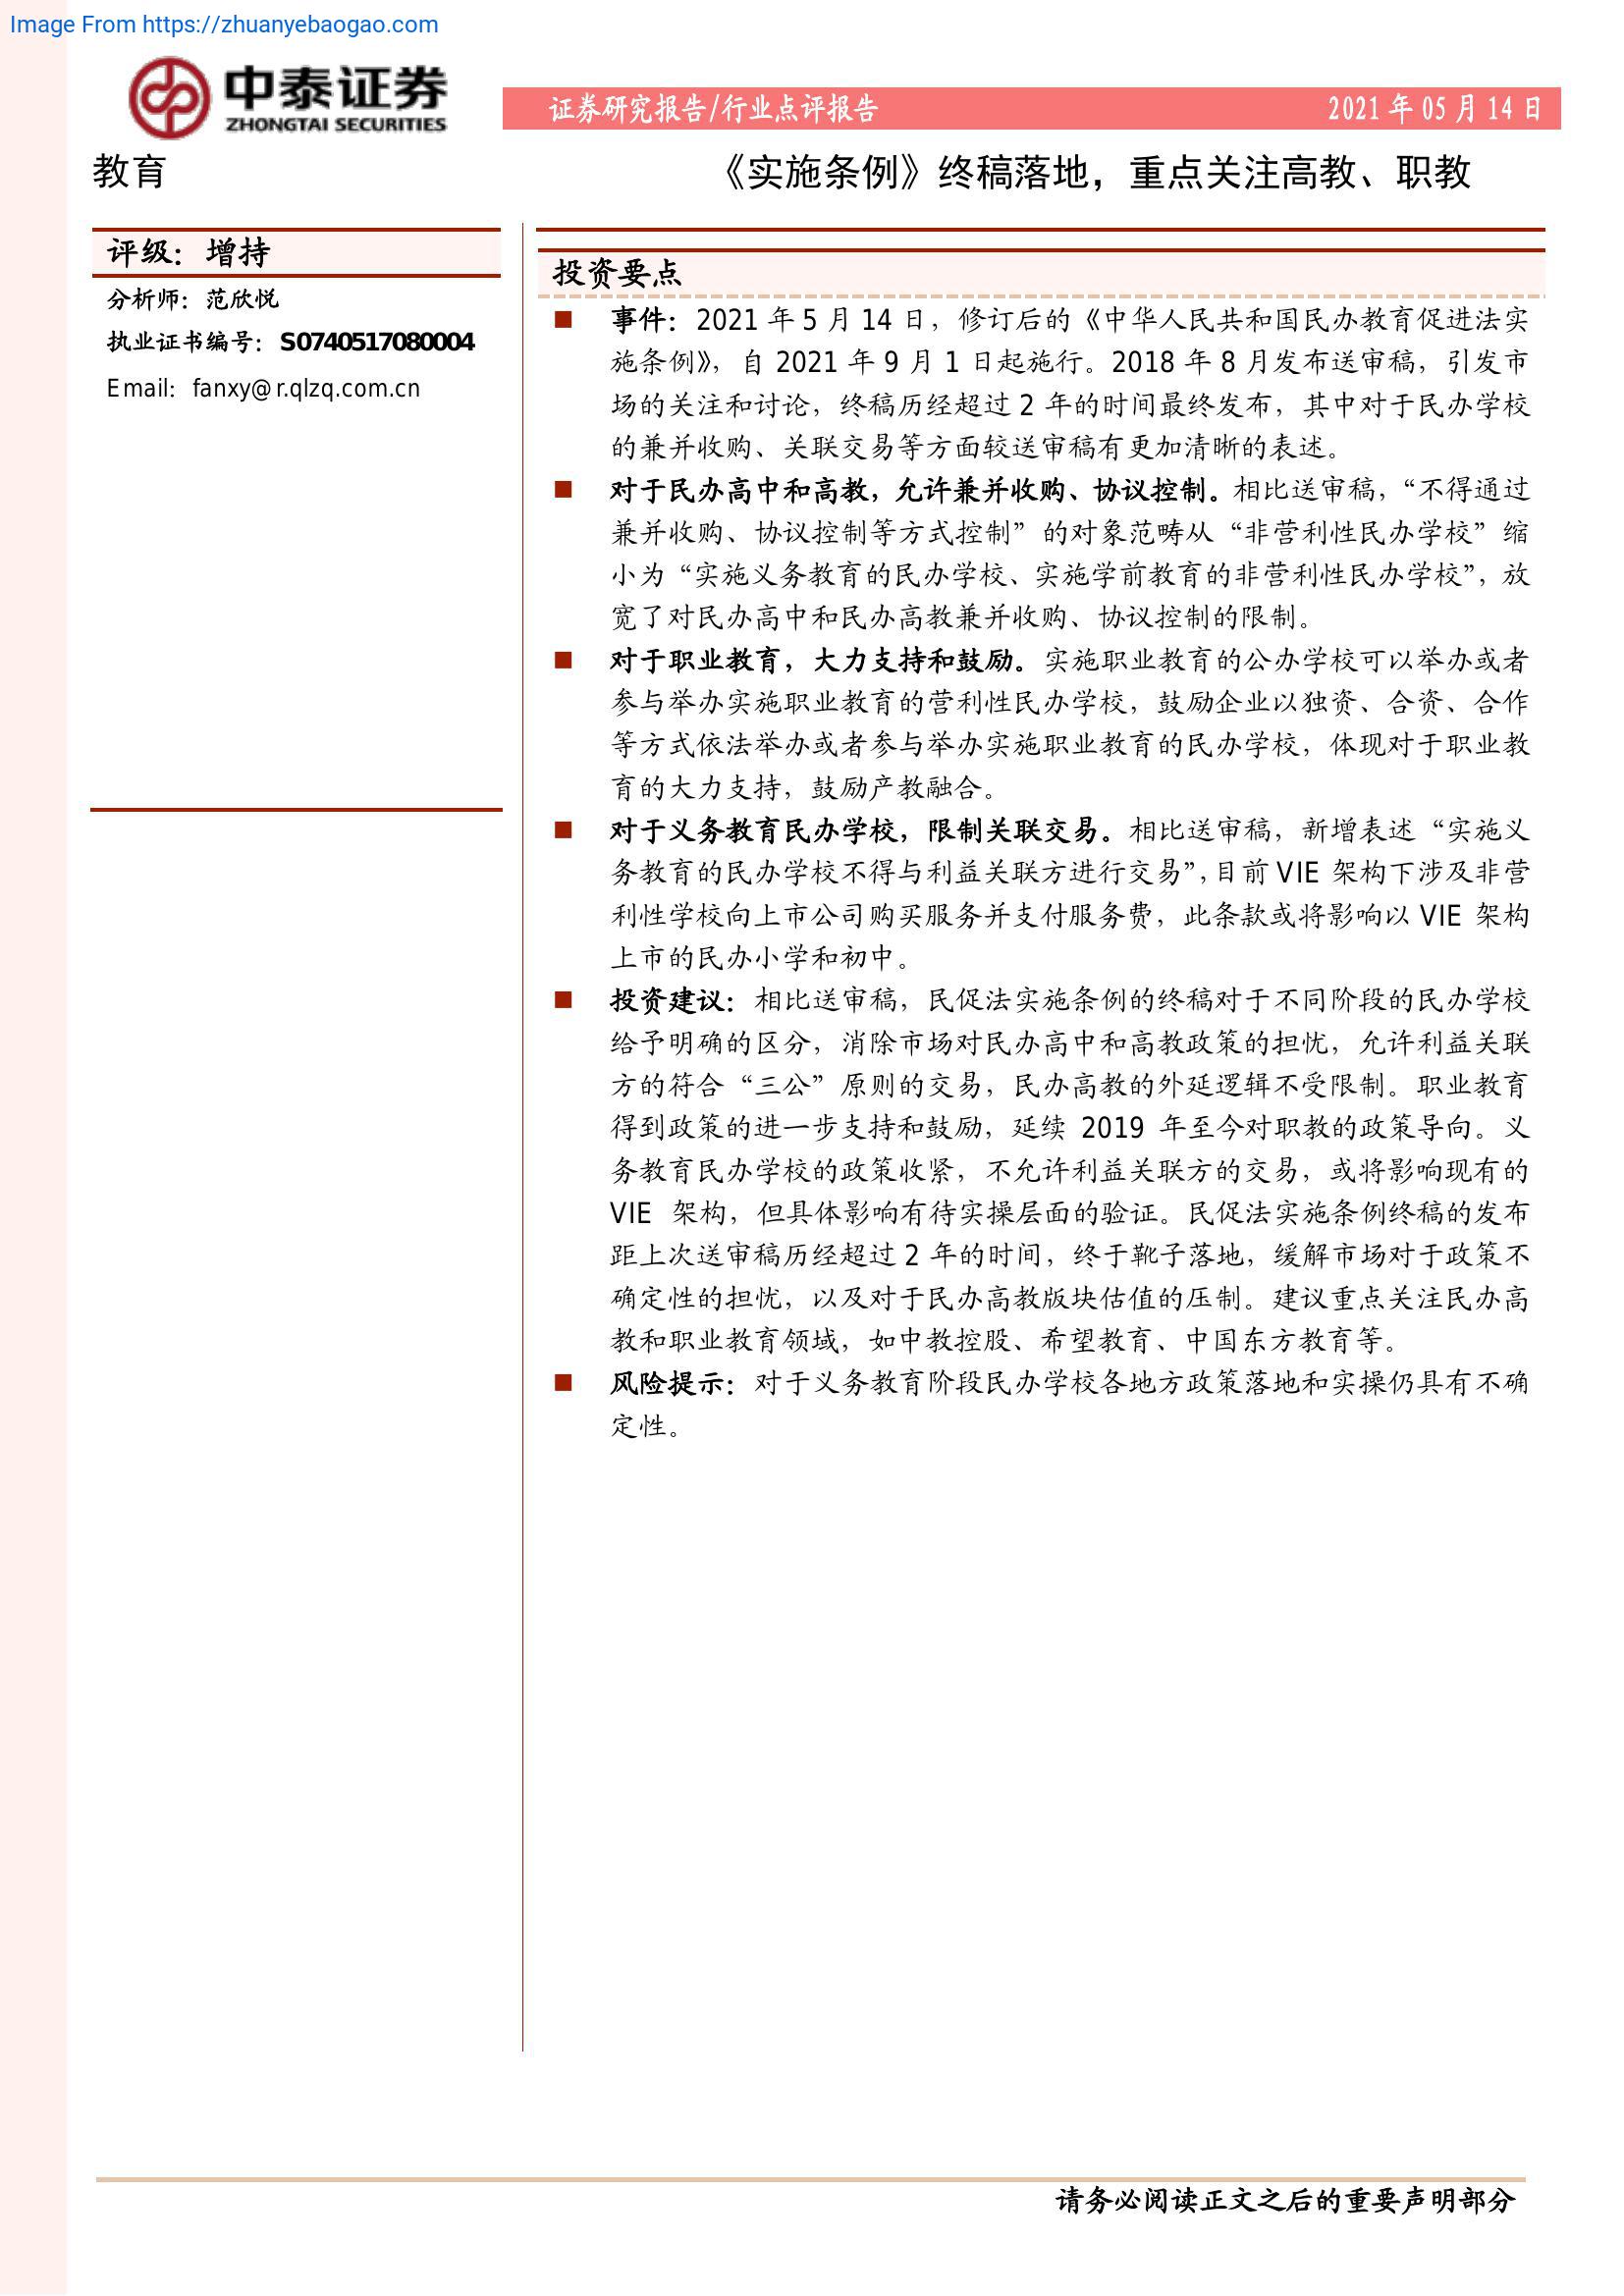 Image From https://zhuanyebaogao.com
中泰证券
ZHONGTAI SECURITIES
证券研究报告/行业点评报告
2021 年 05 月 14 日
教育
《实施条例》终稿落地，重点关注高教、职教
评级：增持
分析师：范欣悦
执业证书编号：S0740517080004
Email：fanxy@r.qlzq.com.cn
投资要点
■ 事件：2021 年 5 月 14 日，修订后的《中华人民共和国民办教育促进法实
施条例》，自 2021 年 9 月 1 日起施行。2018 年 8 月发布送审稿，引发市
场的关注和讨论，终稿历经超过 2 年的时间最终发布，其中对于民办学校
的兼并收购、关联交易等方面较送审稿有更加清晰的表述。
■ 对于民办高中和高教，允许兼并收购、协议控制。相比送审稿，“不得通过
兼并收购、协议控制等方式控制”的对象范畴从“非营利性民办学校”缩
小为“实施义务教育的民办学校、实施学前教育的非营利性民办学校”，放
宽了对民办高中和民办高教兼并收购、协议控制的限制。
■ 对于职业教育，大力支持和鼓励。实施职业教育的公办学校可以举办或者
参与举办实施职业教育的营利性民办学校，鼓励企业以独资、合资、合作
等方式依法举办或者参与举办实施职业教育的民办学校，体现对于职业教
育的大力支持，鼓励产教融合。
■ 对于义务教育民办学校，限制关联交易。相比送审稿，新增表述“实施义
务教育的民办学校不得与利益关联方进行交易”，目前 VIE 架构下涉及非营
利性学校向上市公司购买服务并支付服务费，此条款或将影响以 VIE 架构
上市的民办小学和初中。
■ 投资建议：相比送审稿，民促法实施条例的终稿对于不同阶段的民办学校
给予明确的区分，消除市场对民办高中和高教政策的担忧，允许利益关联
方的符合“三公”原则的交易，民办高教的外延逻辑不受限制。职业教育
得到政策的进一步支持和鼓励，延续 2019 年至今对职教的政策导向。义
务教育民办学校的政策收紧，不允许利益关联方的交易，或将影响现有的
VIE 架构，但具体影响有待实操层面的验证。民促法实施条例终稿的发布
距上次送审稿历经超过 2 年的时间，终于靴子落地，缓解市场对于政策不
确定性的担忧，以及对于民办高教版块估值的压制。建议重点关注民办高
教和职业教育领域，如中教控股、希望教育、中国东方教育等。
■ 风险提示：对于义务教育阶段民办学校各地方政策落地和实操仍具有不确
定性。
请务必阅读正文之后的重要声明部分